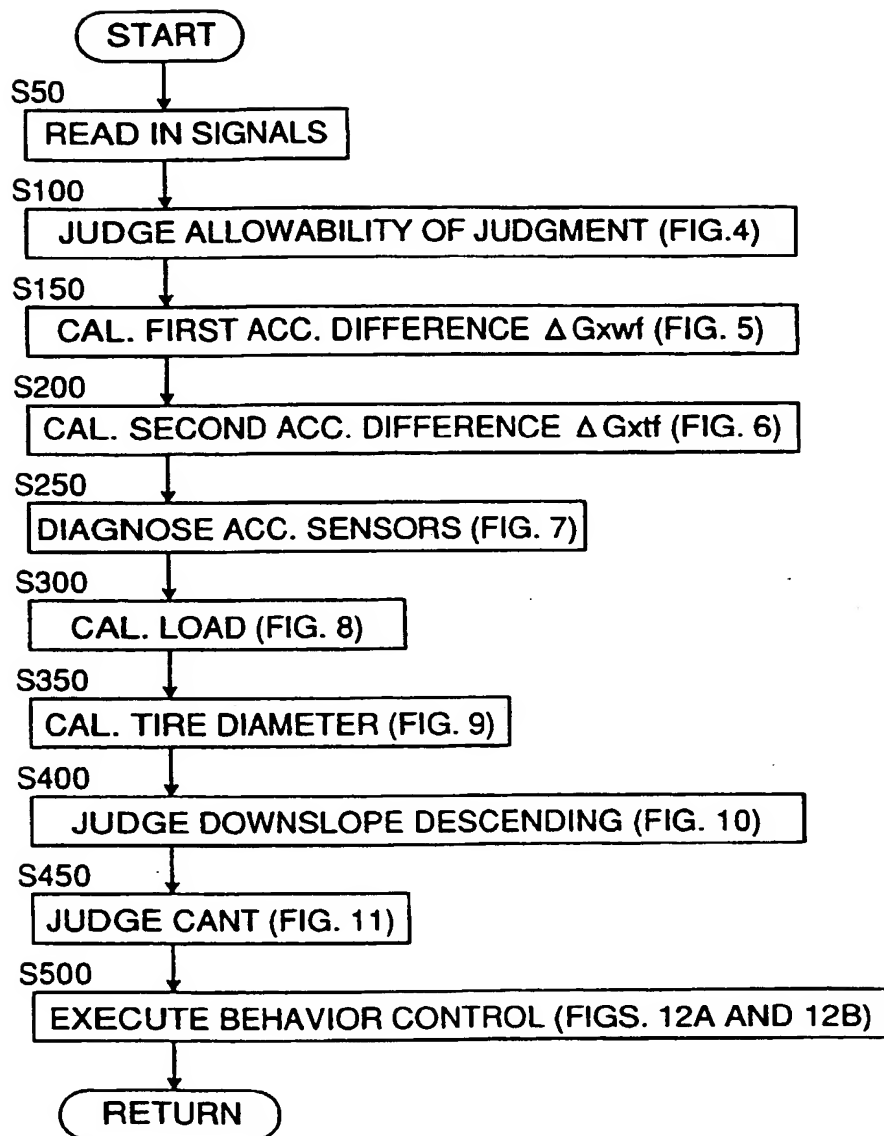 START
S50
READ IN SIGNALS
S100
JUDGE ALLOWABILITY OF JUDGMENT (FIG.4)
S150
CAL. FIRST ACC. DIFFERENCE ΔGxwf (FIG. 5)
S200
CAL. SECOND ACC. DIFFERENCE ΔGxtf (FIG. 6)
S250
DIAGNOSE ACC. SENSORS (FIG. 7)
S300
CAL. LOAD (FIG. 8)
S350
CAL. TIRE DIAMETER (FIG. 9)
S400
JUDGE DOWNSLOPE DESCENDING (FIG. 10)
S450
JUDGE CANT (FIG. 11)
S500
EXECUTE BEHAVIOR CONTROL (FIGS. 12A AND 12B)
RETURN